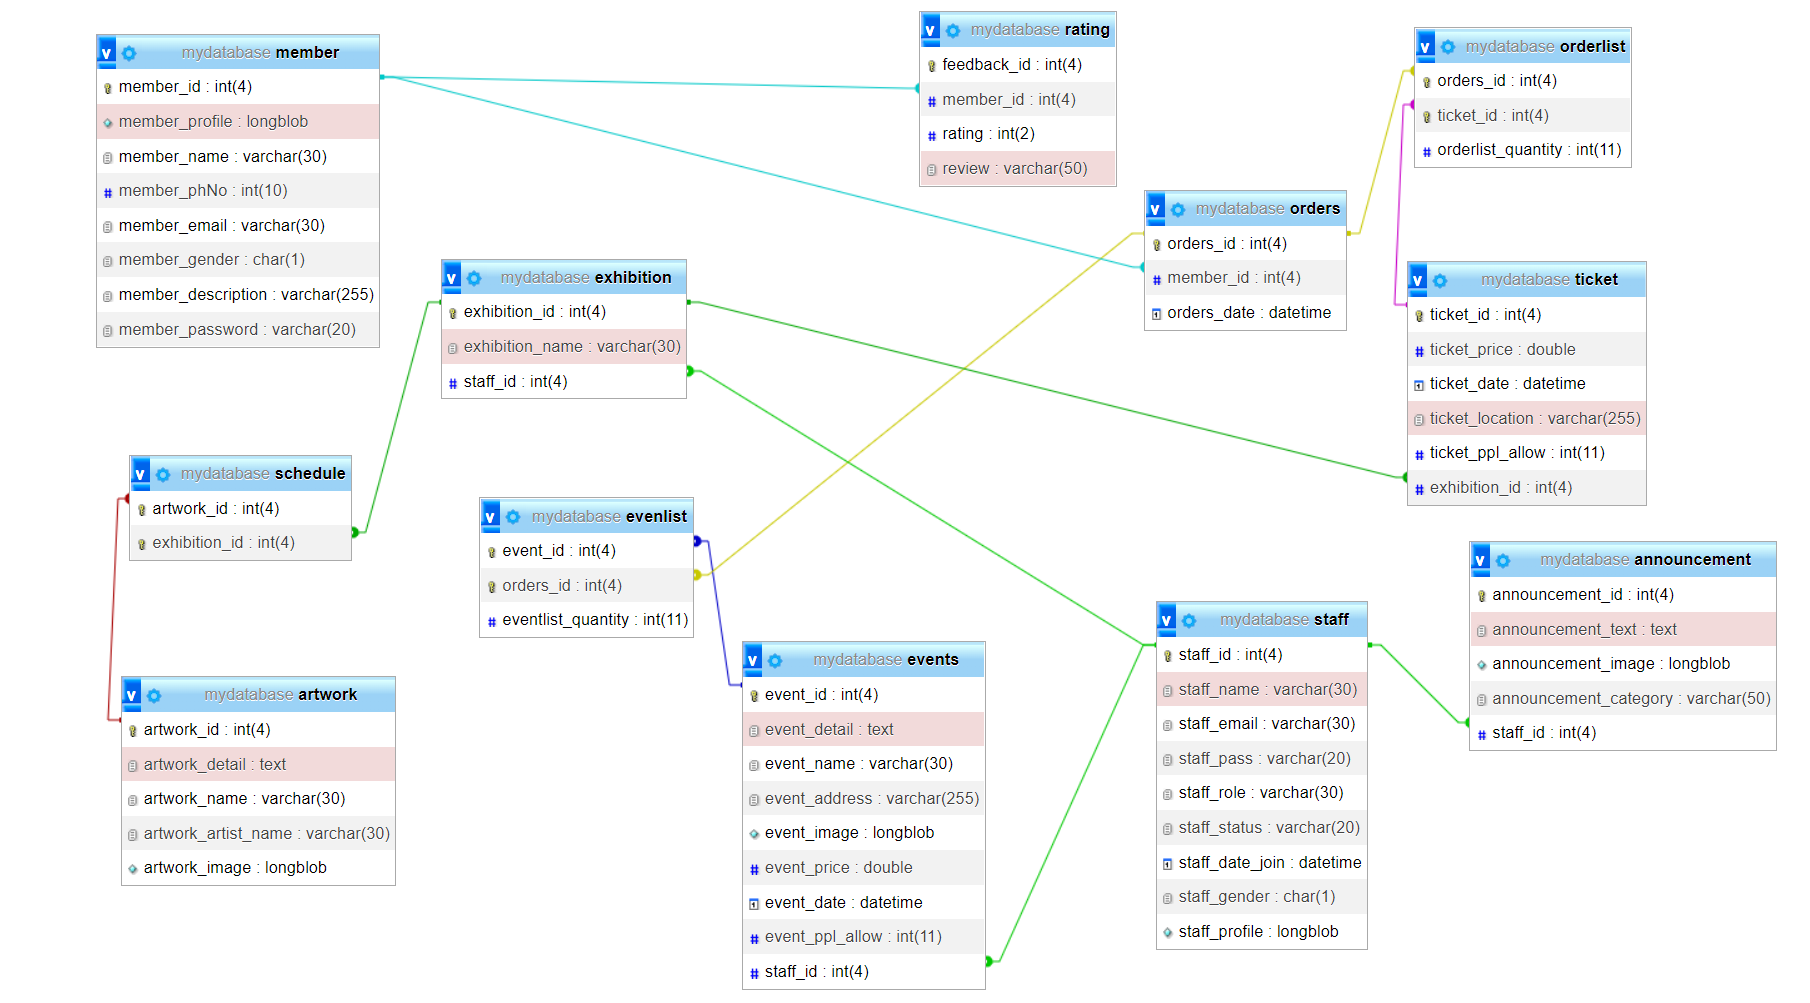 v mydatabase member
member_id : int(4)
member_profile : longblob
member_name : varchar(30)
# member_phNo : int(10)
member_email : varchar(30)
member_gender : char(1)
member_description : varchar(255)
member_password : varchar(20)
v mydatabase rating
feedback_id : int(4)
# member_id : int(4)
# rating : int(2)
review : varchar(50)
v mydatabase orderlist
orders_id : int(4)
ticket_id : int(4)
# orderlist_quantity : int(11)
v mydatabase orders
orders_id : int(4)
# member_id : int(4)
orders_date : datetime
v mydatabase exhibition
exhibition_id : int(4)
exhibition_name : varchar(30)
# staff_id : int(4)
v mydatabase ticket
ticket_id : int(4)
# ticket_price : double
ticket_date : datetime
ticket_location : varchar(255)
# ticket_ppl_allow : int(11)
# exhibition_id : int(4)
v mydatabase schedule
artwork_id : int(4)
exhibition_id : int(4)
v mydatabase evenlist
event_id : int(4)
orders_id : int(4)
# eventlist_quantity : int(11)
v mydatabase announcement
announcement_id : int(4)
announcement_text : text
announcement_image : longblob
announcement_category : varchar(50)
# staff_id : int(4)
v mydatabase artwork
artwork_id : int(4)
artwork_detail : text
artwork_name : varchar(30)
artwork_artist_name : varchar(30)
artwork_image : longblob
v mydatabase events
event_id : int(4)
event_detail : text
event_name : varchar(30)
event_address : varchar(255)
event_image : longblob
# event_price : double
event_date : datetime
# event_ppl_allow : int(11)
# staff_id : int(4)
v mydatabase staff
staff_id : int(4)
staff_name : varchar(30)
staff_email : varchar(30)
staff_pass : varchar(20)
staff_role : varchar(30)
staff_status : varchar(20)
staff_date_join : datetime
staff_gender : char(1)
staff_profile : longblob